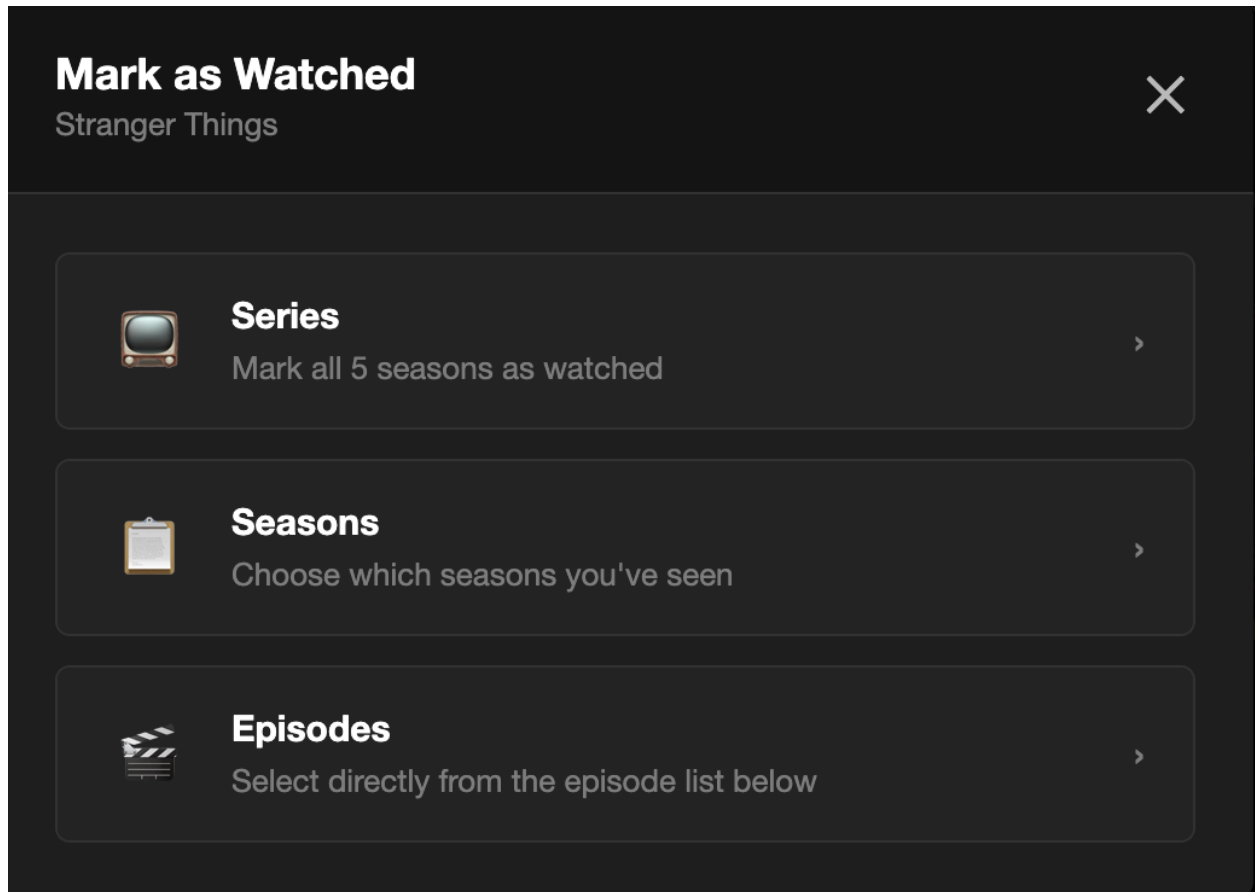 Mark as Watched
Stranger Things
Series
Mark all 5 seasons as watched
Seasons
Choose which seasons you've seen
Episodes
Select directly from the episode list below